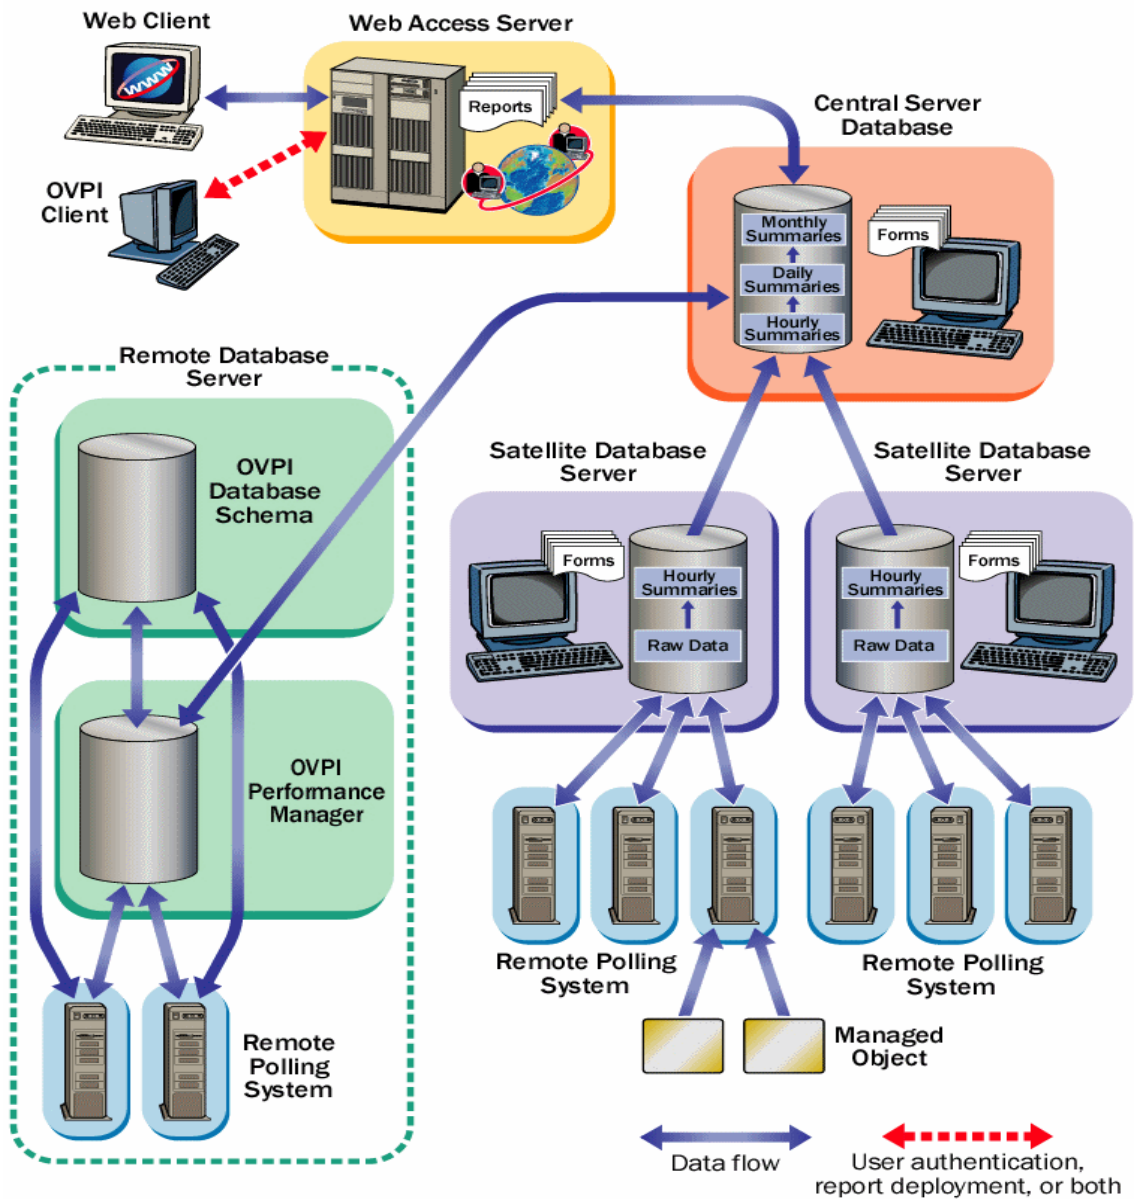 Web Client
Web Access Server
WWW
Reports
OVPI
Client
Central Server
Database
Monthly
Summaries
Daily
Summaries
Hourly
Summaries
Forms
Remote Database
Server
OVPI
Database
Schema
OVPI
Performance
Manager
Remote
Polling
System
Satellite Database
Server
Forms
Hourly
Summaries
Raw Data
Satellite Database
Server
Hourly
Summaries
Raw Data
Forms
Remote Polling
System
Remote Polling
System
Managed
Object
Data flow
User authentication,
report deployment, or both